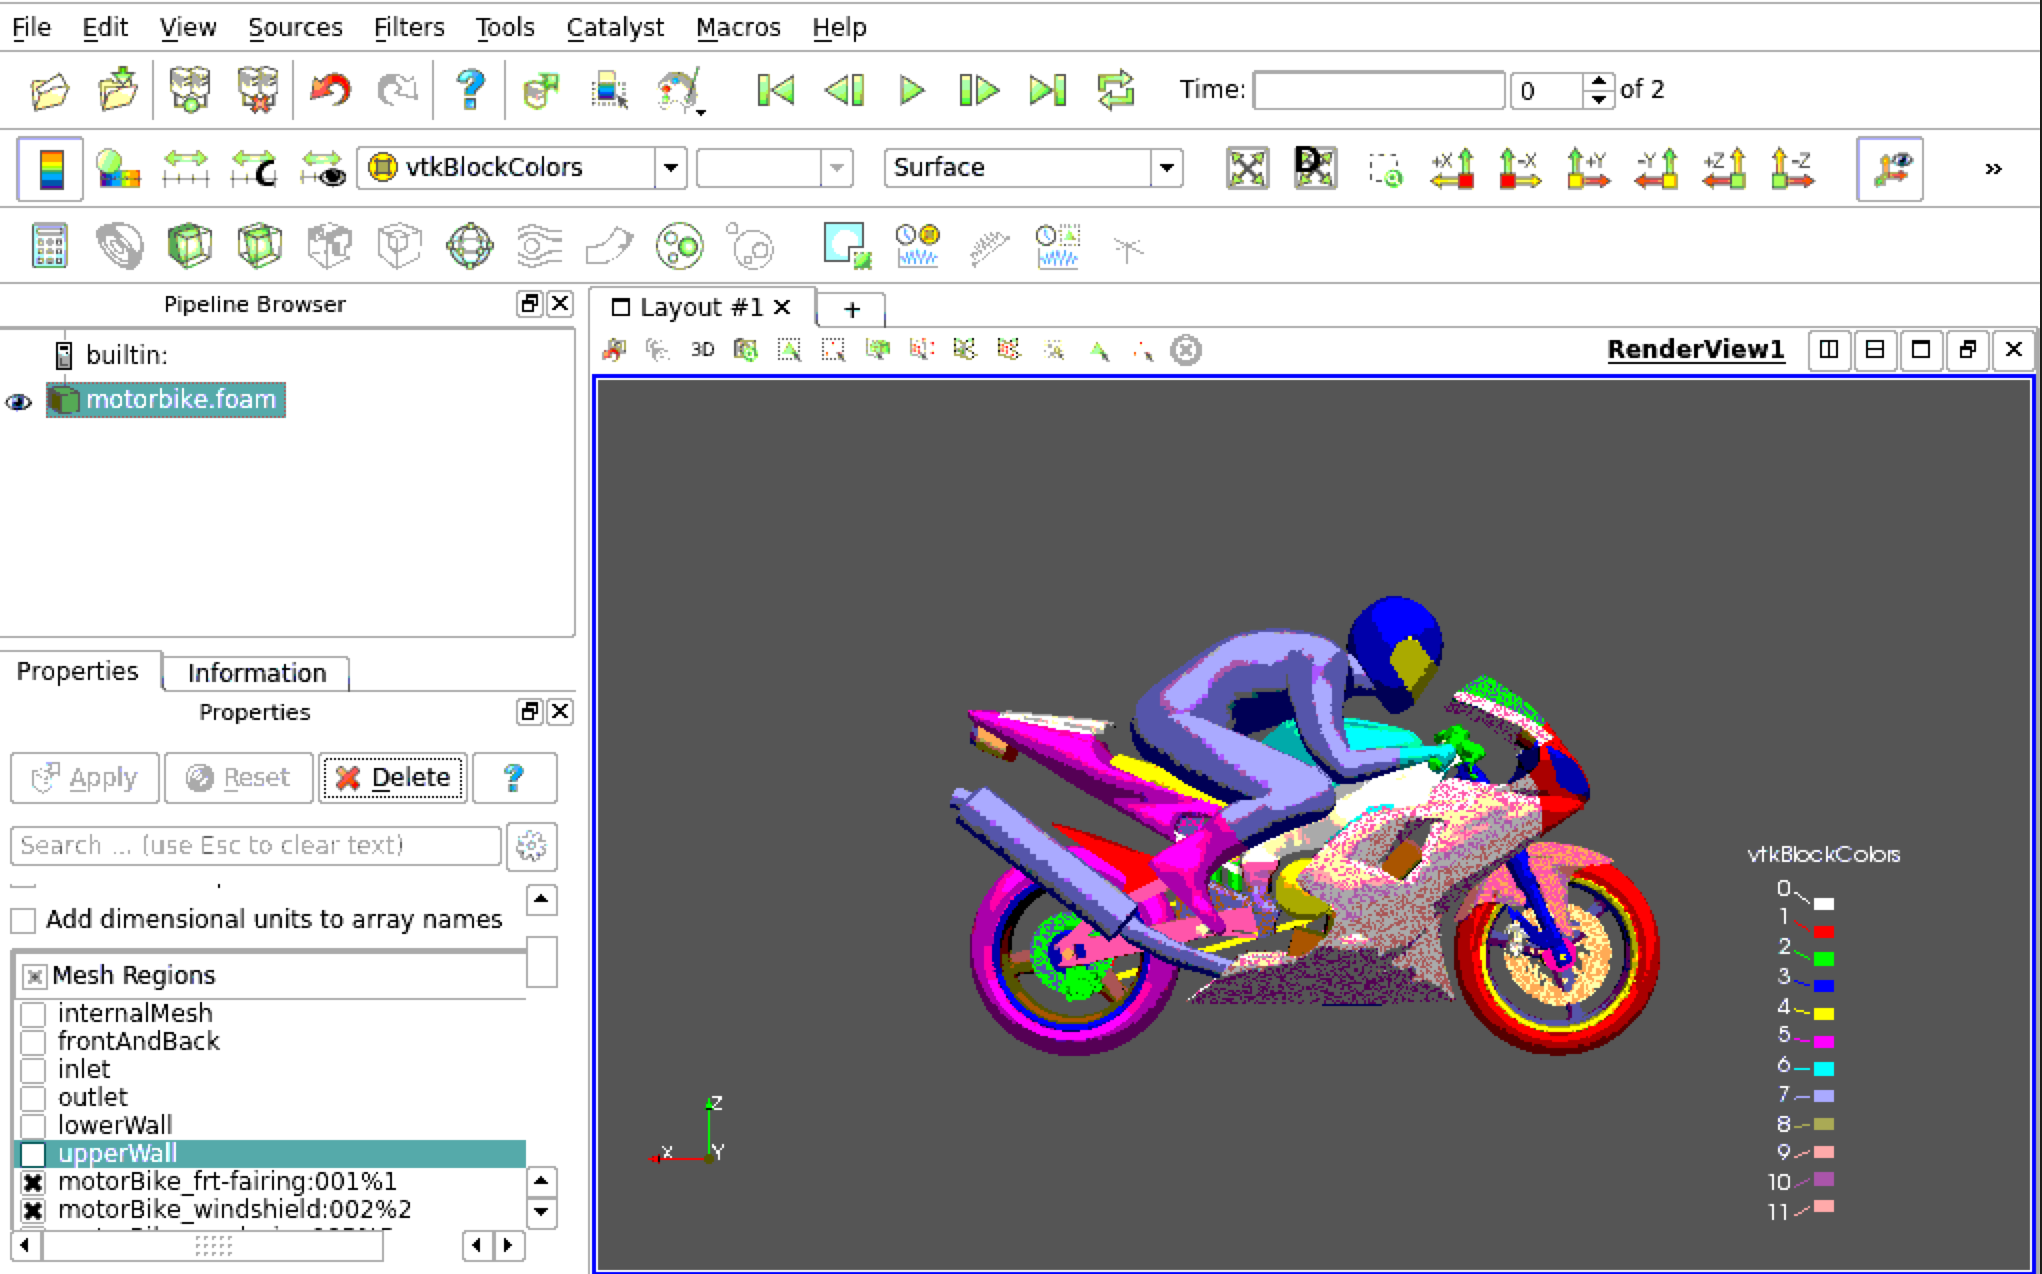 File Edit View Sources Filters Tools Catalyst Macros Help
Time: 0 of 2
C vtkBlockColors Surface D +X -X +Y -Y +Z -Z »
Pipeline Browser
builtin:
motorbike.foam
Properties Information
Properties
Apply Reset Delete ?
Search ... (use Esc to clear text)
Add dimensional units to array names
Mesh Regions
internalMesh
frontAndBack
inlet
outlet
lowerWall
upperWall
motorBike_frt-fairing:001%1
motorBike_windshield:002%2
Layout #1 +
3D RenderView1
vtkBlockColors
0
1
2
3
4
5
6
7
8
9
10
11
Z
X Y